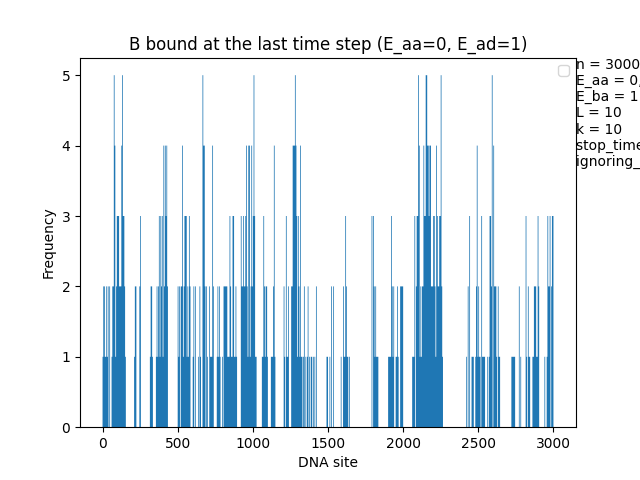 B bound at the last time step (E_aa=0, E_ad=1)
n = 3000
E_aa = 0,
E_ba = 1
L = 10
k = 10
stop_time
ignoring_
Frequency
5
4
3
2
1
0
0
500
1000
1500
2000
2500
3000
DNA site